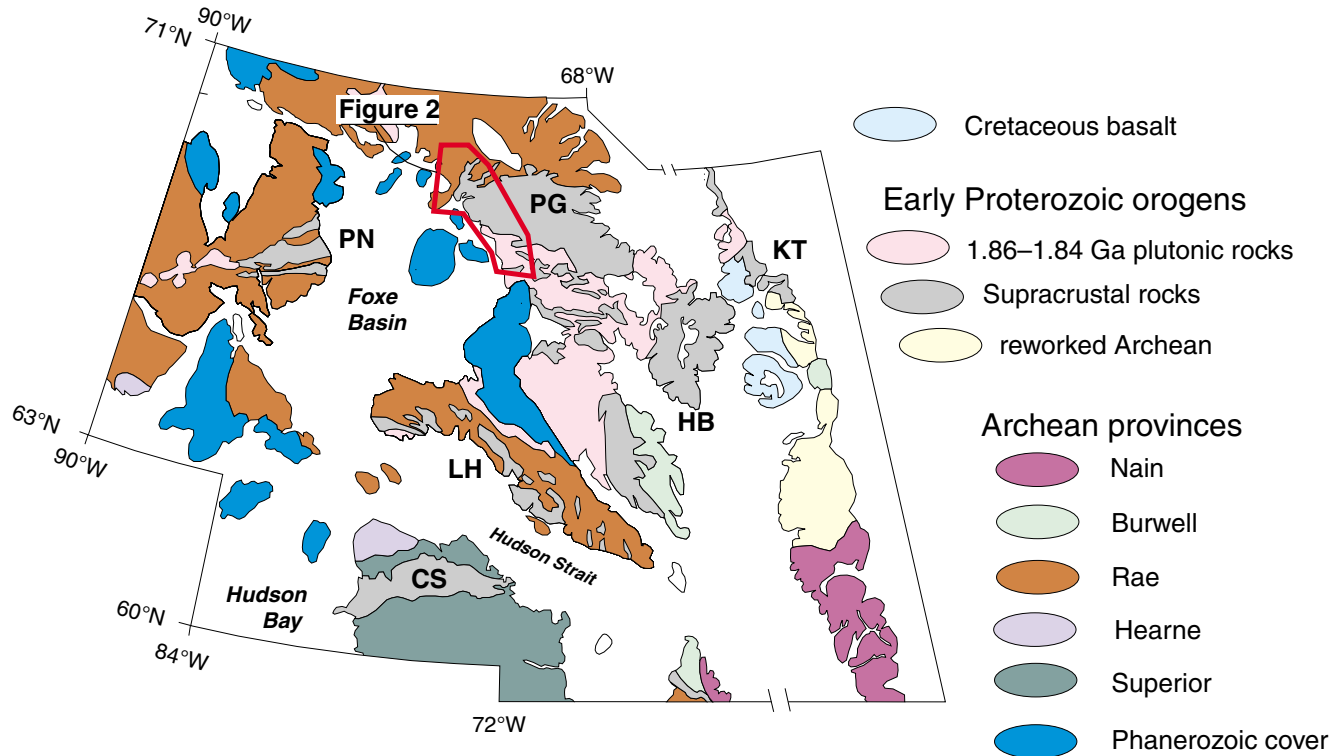 90°W
71°N
68°W
Figure 2
Cretaceous basalt
Early Proterozoic orogens
PG
PN
KT
1.86–1.84 Ga plutonic rocks
Supracrustal rocks
Foxe
Basin
reworked Archean
63°N
90°W
HB
Archean provinces
LH
Nain
Burwell
Hudson Strait
CS
Rae
Hudson
Bay
60°N
84°W
Hearne
Superior
72°W
Phanerozoic cover